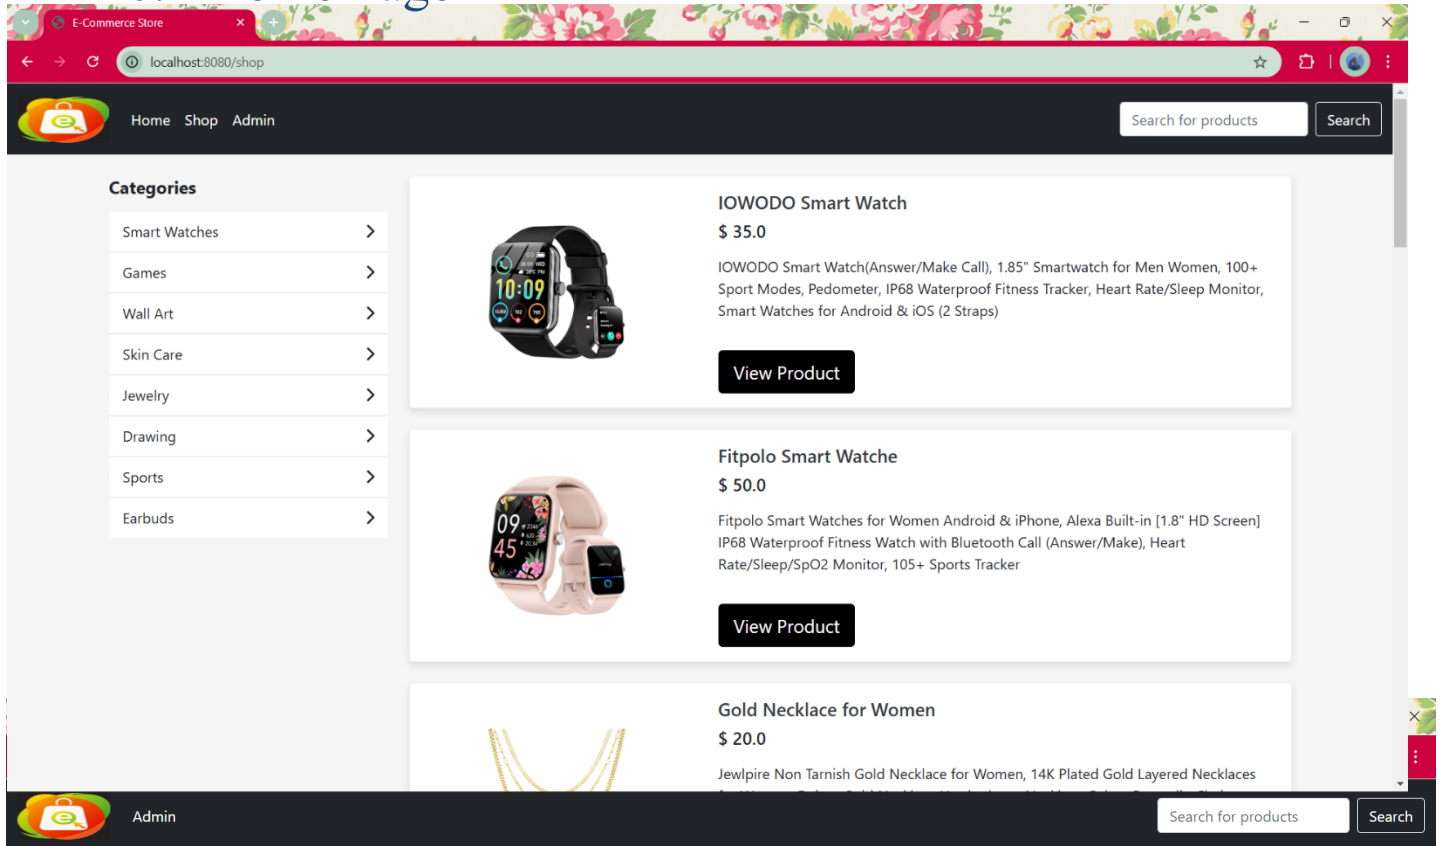 E-Commerce Store
localhost:8080/shop
Home Shop Admin
Search for products
Search
Categories
Smart Watches
Games
Wall Art
Skin Care
Jewelry
Drawing
Sports
Earbuds
IOWODO Smart Watch
$ 35.0
IOWODO Smart Watch(Answer/Make Call), 1.85" Smartwatch for Men Women, 100+
Sport Modes, Pedometer, IP68 Waterproof Fitness Tracker, Heart Rate/Sleep Monitor,
Smart Watches for Android & iOS (2 Straps)
View Product
10:09
Fitpolo Smart Watche
$ 50.0
Fitpolo Smart Watches for Women Android & iPhone, Alexa Built-in [1.8" HD Screen]
IP68 Waterproof Fitness Watch with Bluetooth Call (Answer/Make), Heart
Rate/Sleep/SpO2 Monitor, 105+ Sports Tracker
View Product
09
45
Gold Necklace for Women
$ 20.0
Jewlpire Non Tarnish Gold Necklace for Women, 14K Plated Gold Layered Necklaces
Admin
Search for products
Search